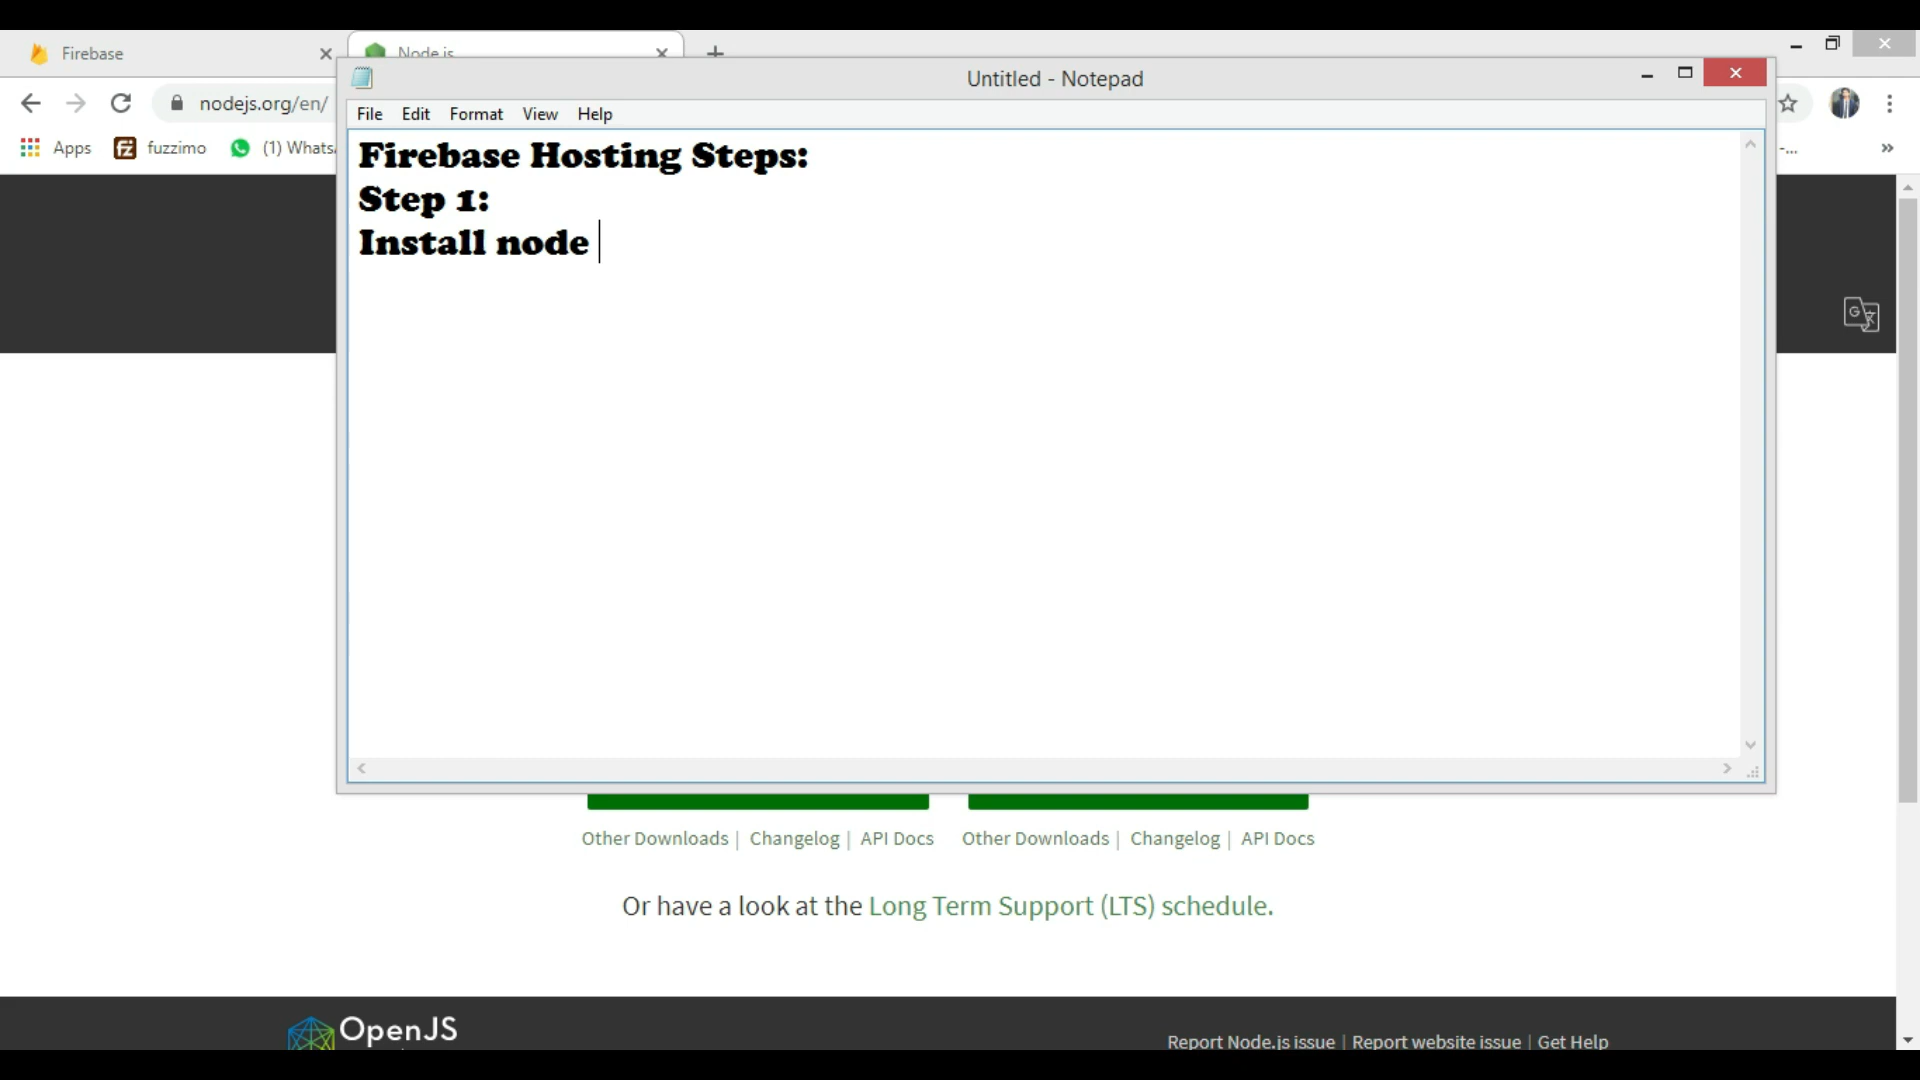 Firebase
Node.js
Untitled - Notepad
nodejs.org/en/
File Edit Format View Help
Apps fuzzimo (1) Whats
-...
»
Firebase Hosting Steps:
Step 1:
Install node
Other Downloads | Changelog | API Docs Other Downloads | Changelog | API Docs
Or have a look at the Long Term Support (LTS) schedule.
OpenJS
Report Node.js issue | Report website issue | Get Help